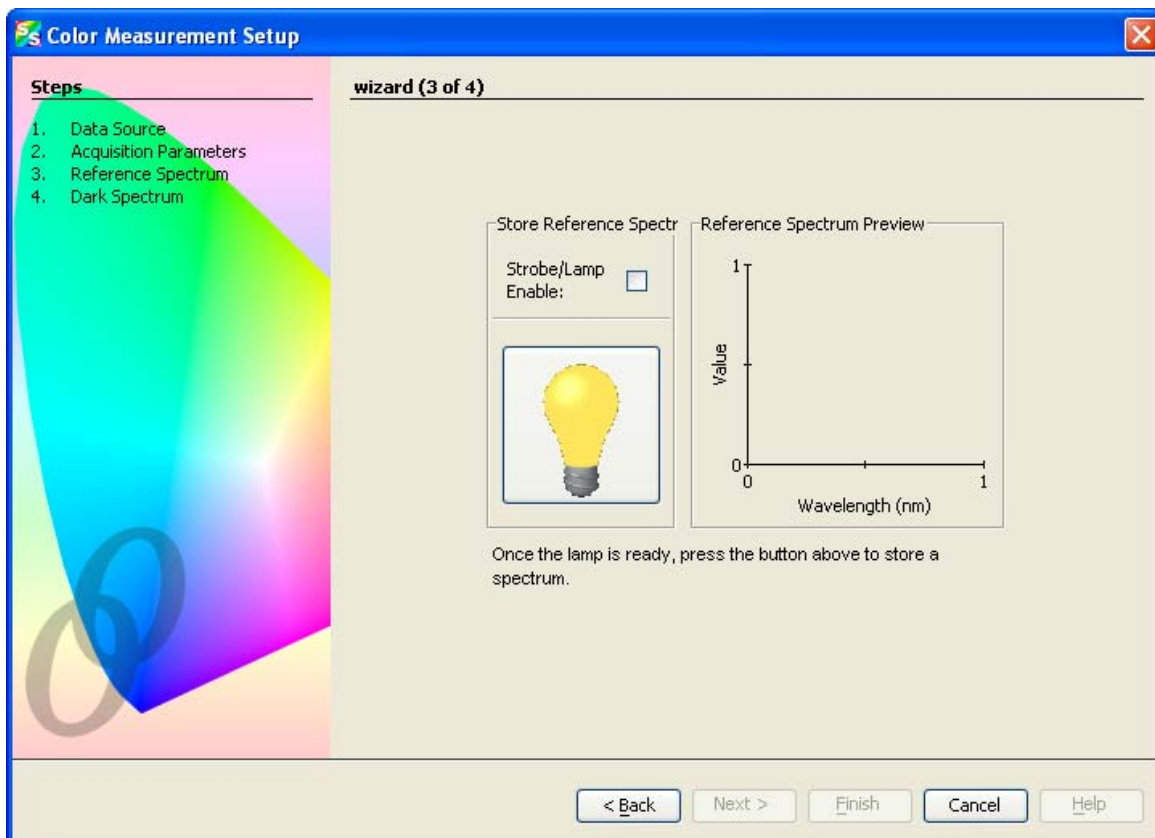 Color Measurement Setup
Steps
1. Data Source
2. Acquisition Parameters
3. Reference Spectrum
4. Dark Spectrum
wizard (3 of 4)
Store Reference Spectr
Strobe/Lamp
Enable:
Reference Spectrum Preview
1
Value
0
0
1
Wavelength (nm)
Once the lamp is ready, press the button above to store a
spectrum.
< Back
Next >
Finish
Cancel
Help